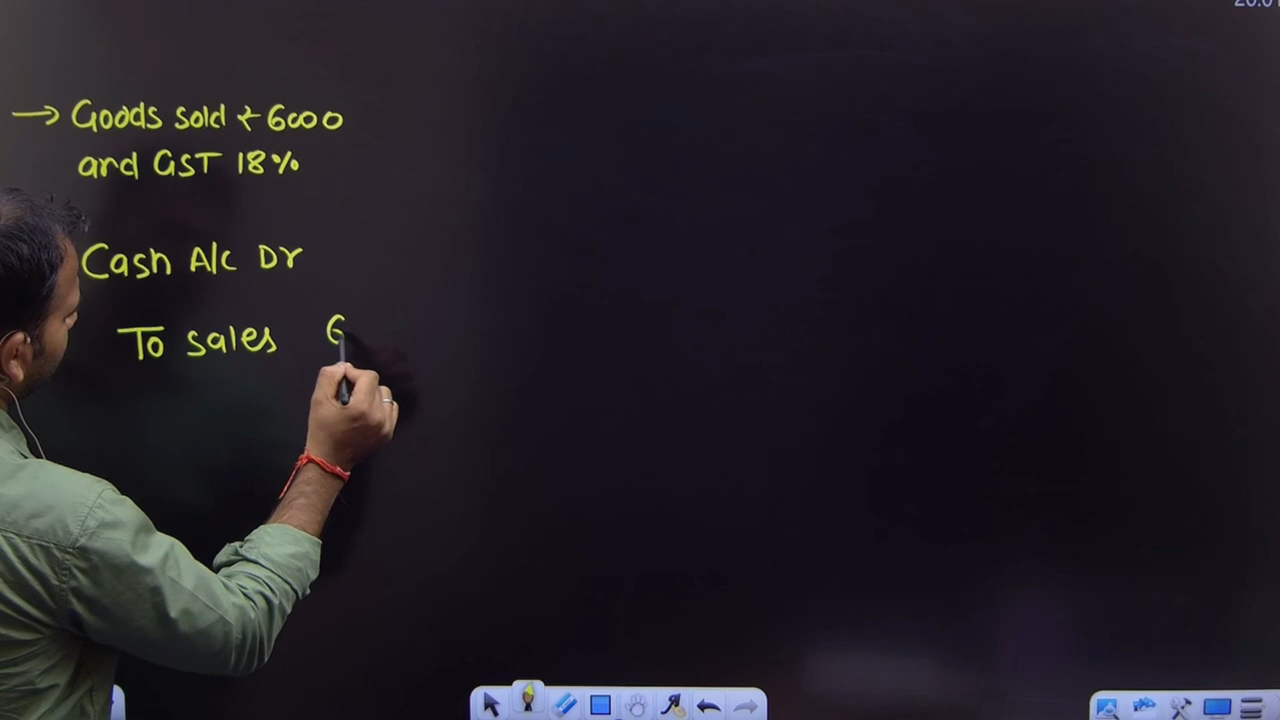 → Goods sold ₹ 6000
and GST 18%
Cash A/c Dr
To sales 6